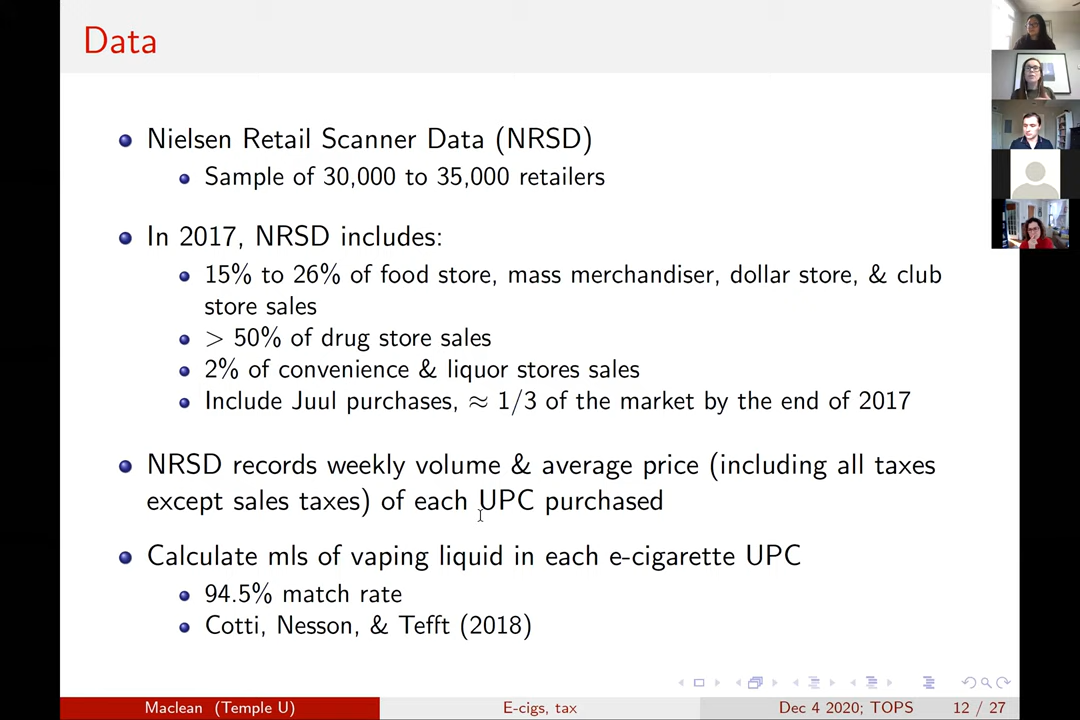 Data
Nielsen Retail Scanner Data (NRSD)
Sample of 30,000 to 35,000 retailers
In 2017, NRSD includes:
15% to 26% of food store, mass merchandiser, dollar store, & club
store sales
> 50% of drug store sales
2% of convenience & liquor stores sales
Include Juul purchases, ≈ 1/3 of the market by the end of 2017
NRSD records weekly volume & average price (including all taxes
except sales taxes) of each UPC purchased
Calculate mls of vaping liquid in each e-cigarette UPC
94.5% match rate
Cotti, Nesson, & Tefft (2018)
Maclean (Temple U) E-cigs, tax Dec 4 2020; TOPS 12 / 27